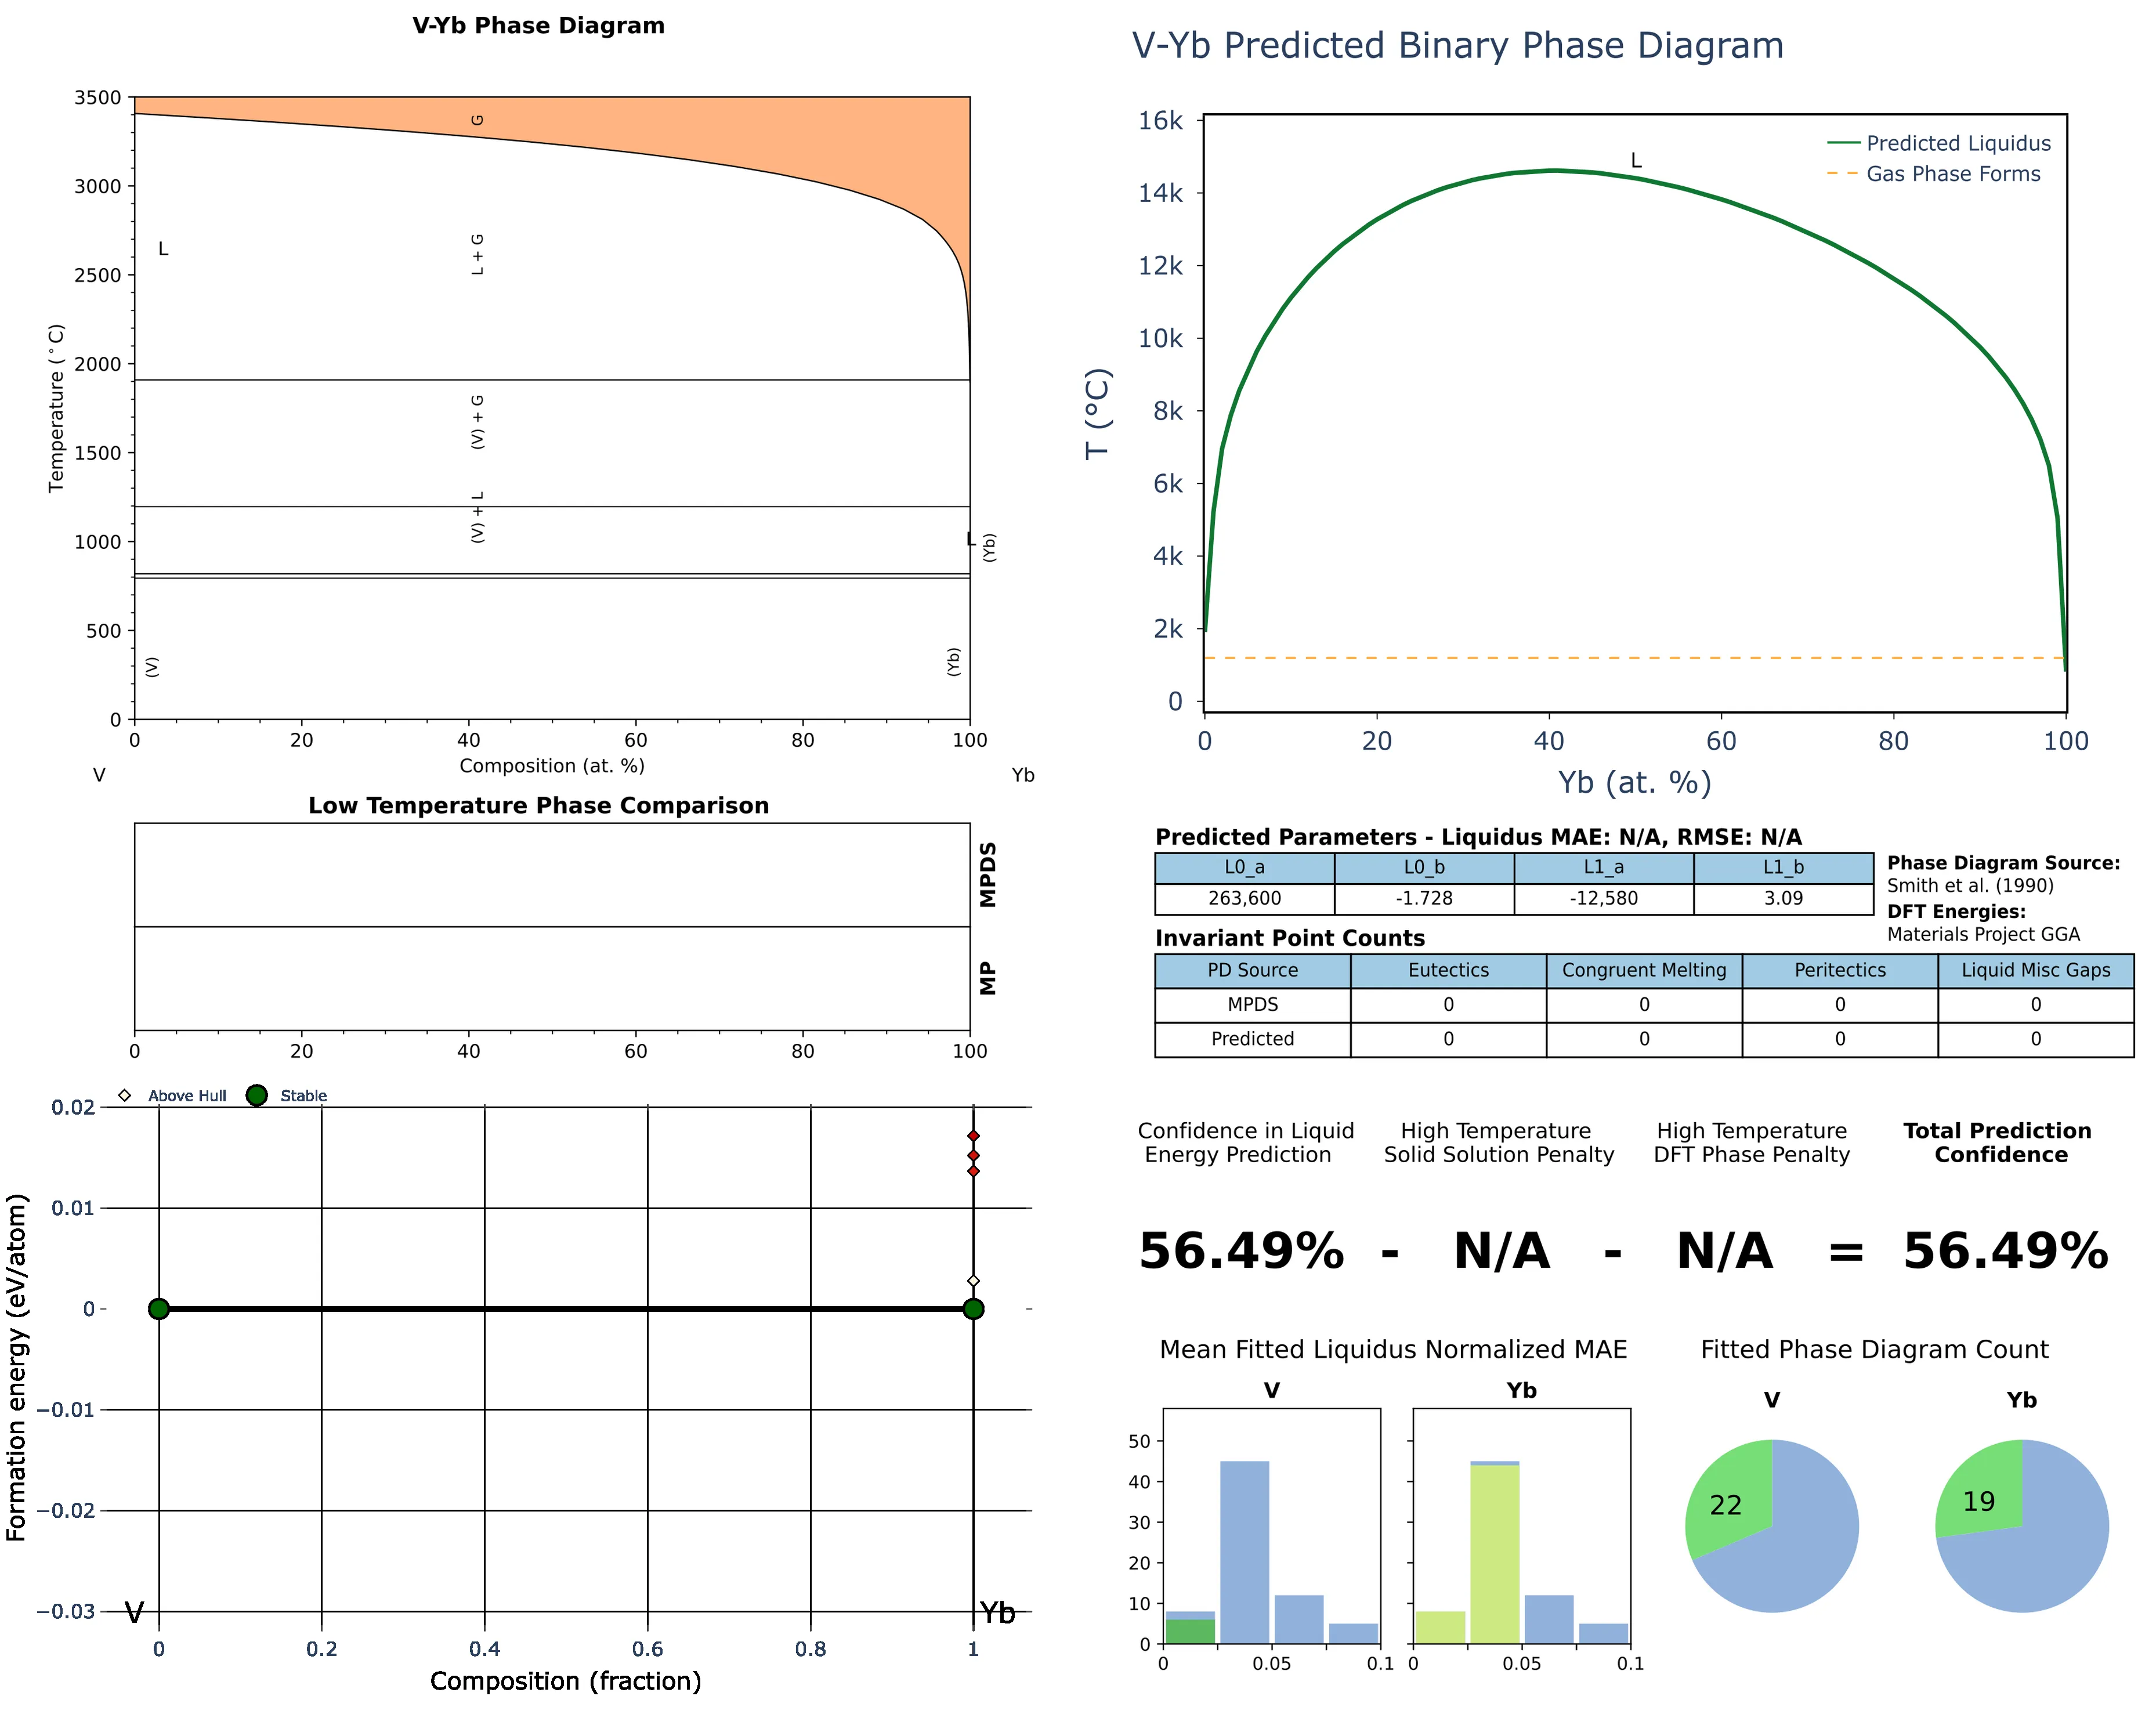 V-Yb Phase Diagram
3500
3000
2500
2000
1500
1000
500
0
Temperature (°C)
G
L + G
L
(V) + G
(V) + L
L
(Yb)
(V)
(Yb)
0 20 40 60 80 100
Composition (at. %)
V Yb
Low Temperature Phase Comparison
MPDS
MP
0 20 40 60 80 100
Above Hull Stable
0.02
0.01
0
−0.01
−0.02
−0.03
Formation energy (eV/atom)
V Yb
0 0.2 0.4 0.6 0.8 1
Composition (fraction)
V-Yb Predicted Binary Phase Diagram
16k
14k
12k
10k
8k
6k
4k
2k
0
T (°C)
L
Predicted Liquidus
Gas Phase Forms
0 20 40 60 80 100
Yb (at. %)
Predicted Parameters - Liquidus MAE: N/A, RMSE: N/A
L0_a L0_b L1_a L1_b
263,600 -1.728 -12,580 3.09
Phase Diagram Source:
Smith et al. (1990)
DFT Energies:
Materials Project GGA
Invariant Point Counts
PD Source Eutectics Congruent Melting Peritectics Liquid Misc Gaps
MPDS 0 0 0 0
Predicted 0 0 0 0
Confidence in Liquid
Energy Prediction
High Temperature
Solid Solution Penalty
High Temperature
DFT Phase Penalty
Total Prediction
Confidence
56.49% - N/A - N/A = 56.49%
Mean Fitted Liquidus Normalized MAE
V Yb
50
40
30
20
10
0
0 0.05 0.1
0 0.05 0.1
Fitted Phase Diagram Count
V Yb
22 19